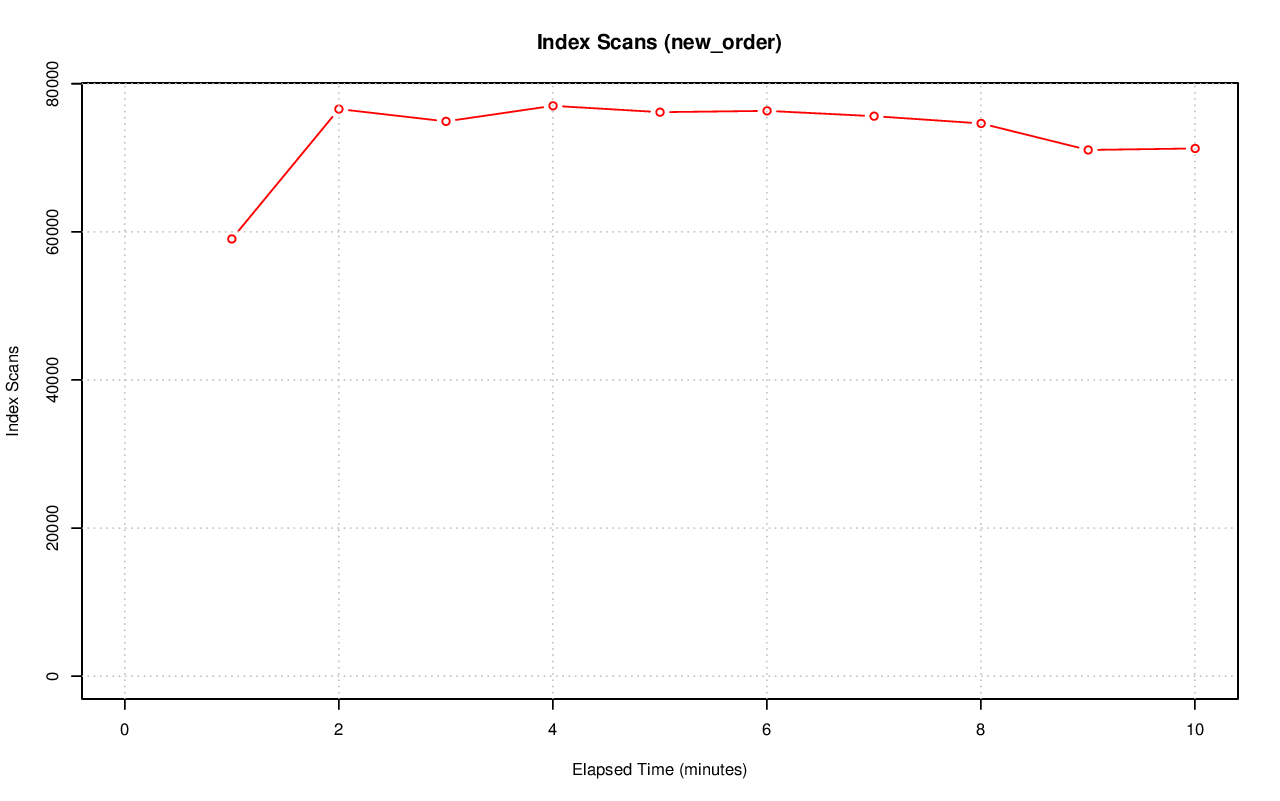 Index Scans (new_order)
80000
60000
40000
20000
0
Index Scans
0 2 4 6 8 10
Elapsed Time (minutes)